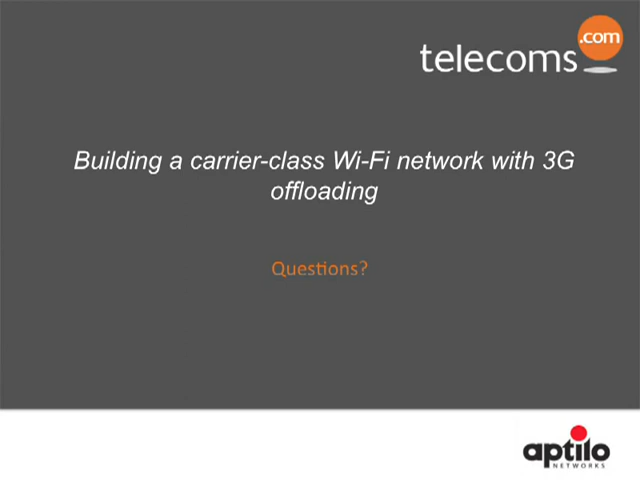 telecoms.com
Building a carrier-class Wi-Fi network with 3G
offloading
Questions?
aptilo
NETWORKS